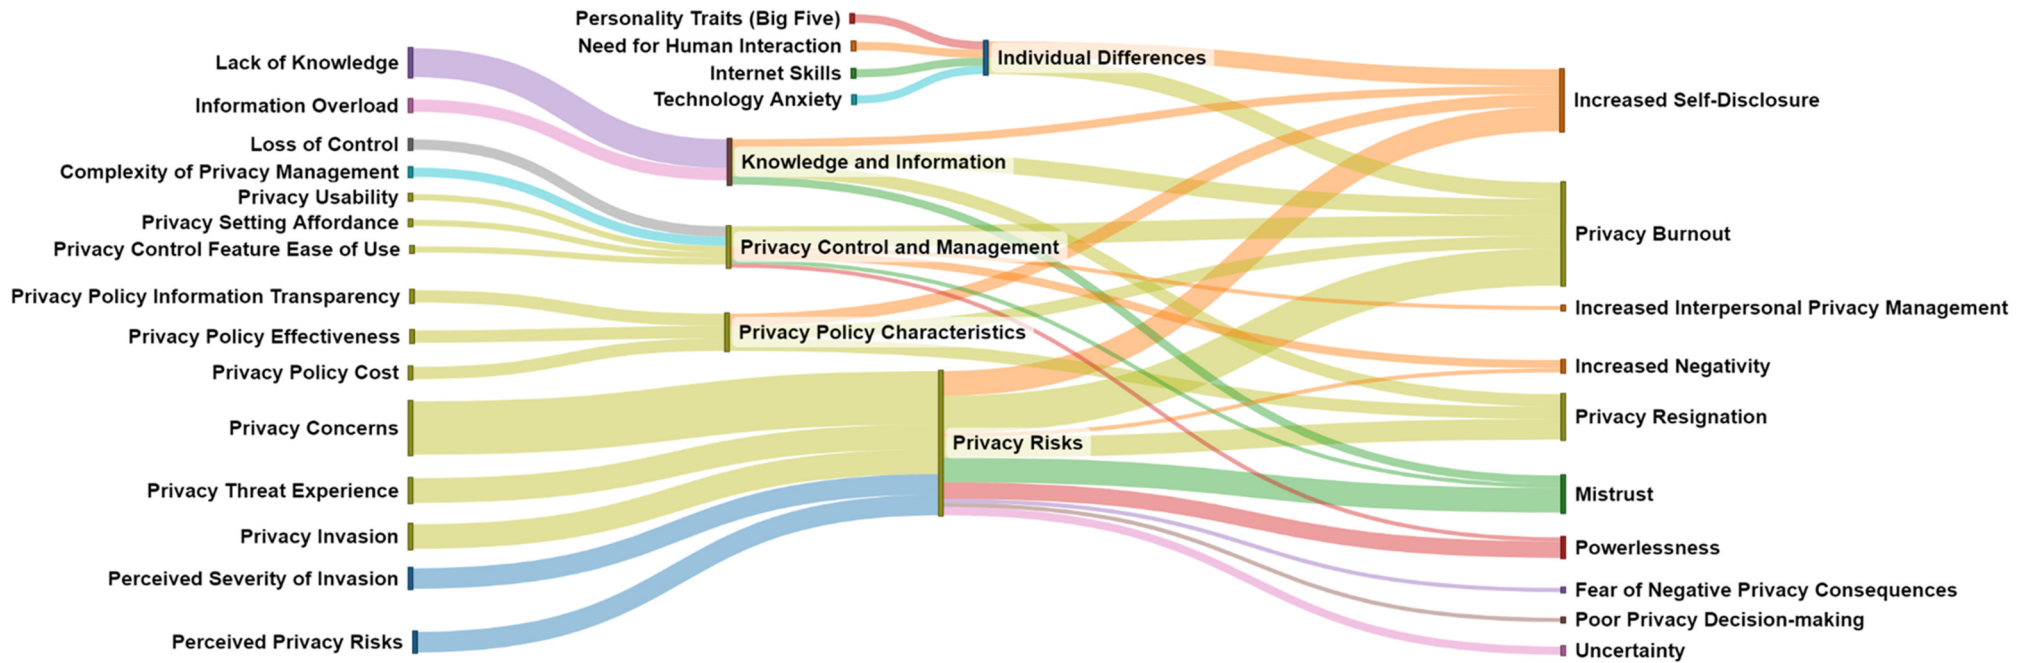 Personality Traits (Big Five)
Need for Human Interaction
Internet Skills
Technology Anxiety
Lack of Knowledge
Information Overload
Loss of Control
Complexity of Privacy Management
Privacy Usability
Privacy Setting Affordance
Privacy Control Feature Ease of Use
Privacy Policy Information Transparency
Privacy Policy Effectiveness
Privacy Policy Cost
Privacy Concerns
Privacy Threat Experience
Privacy Invasion
Perceived Severity of Invasion
Perceived Privacy Risks
Individual Differences
Knowledge and Information
Privacy Control and Management
Privacy Policy Characteristics
Privacy Risks
Increased Self-Disclosure
Privacy Burnout
Increased Interpersonal Privacy Management
Increased Negativity
Privacy Resignation
Mistrust
Powerlessness
Fear of Negative Privacy Consequences
Poor Privacy Decision-making
Uncertainty